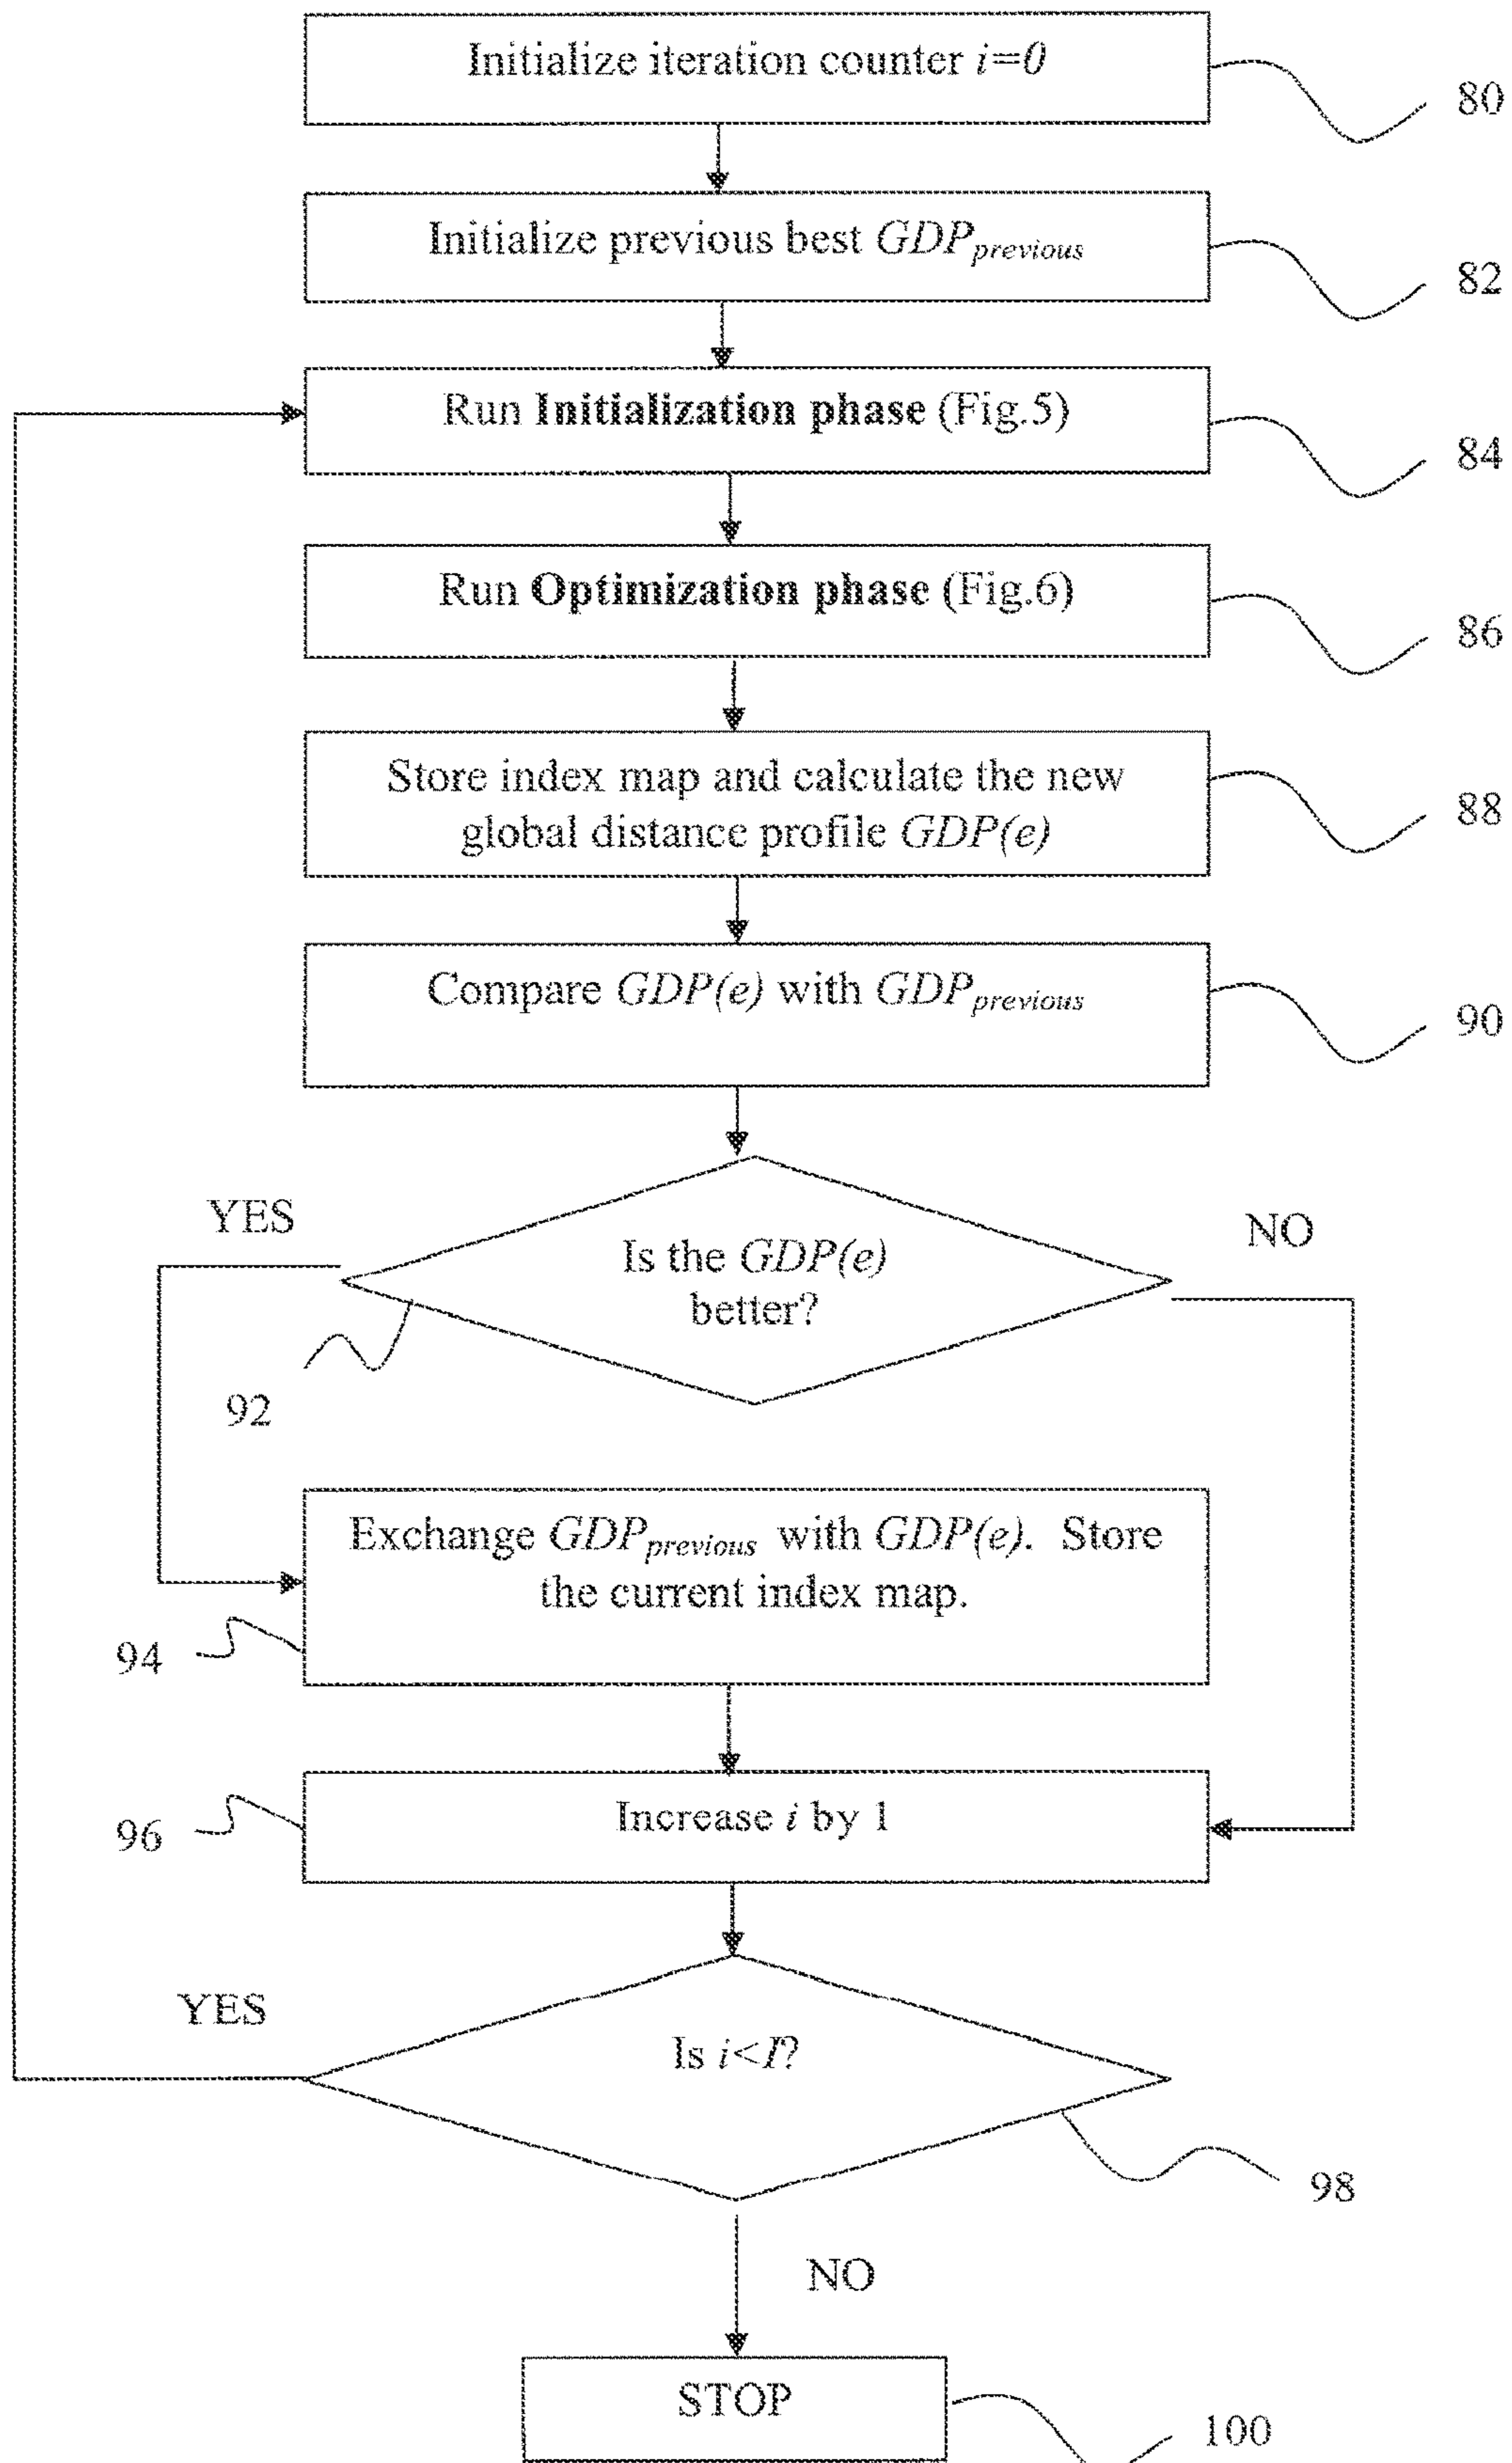 Initialize iteration counter i=0
80
Initialize previous best GDPprevious
82
Run Initialization phase (Fig.5)
84
Run Optimization phase (Fig.6)
86
Store index map and calculate the new
global distance profile GDP(e)
88
Compare GDP(e) with GDPprevious
90
YES
NO
Is the GDP(e)
better?
92
Exchange GDPprevious with GDP(e). Store
the current index map.
94
Increase i by 1
96
YES
Is i<I?
98
NO
STOP
100